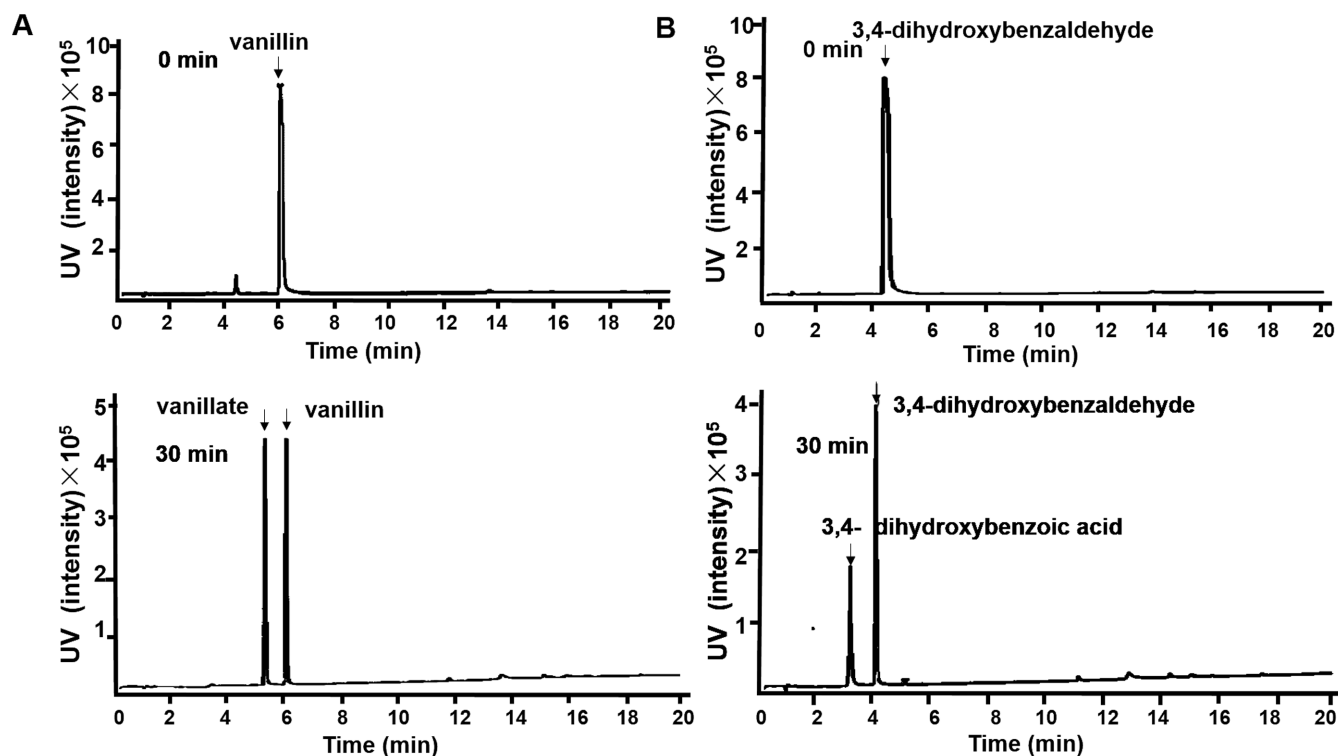 A
vanillin
0 min
UV (intensity)×10⁵
10
8
6
4
2
0 2 4 6 8 10 12 14 16 18 20
Time (min)
B
3,4-dihydroxybenzaldehyde
0 min
UV (intensity)×10⁵
10
8
6
4
2
0 2 4 6 8 10 12 14 16 18 20
Time (min)
vanillate
vanillin
30 min
UV (intensity)×10⁵
5
4
3
2
1
0 2 4 6 8 10 12 14 16 18 20
Time (min)
3,4-dihydroxybenzaldehyde
30 min
3,4- dihydroxybenzoic acid
UV (intensity)×10⁵
4
3
2
1
0 2 4 6 8 10 12 14 16 18 20
Time (min)